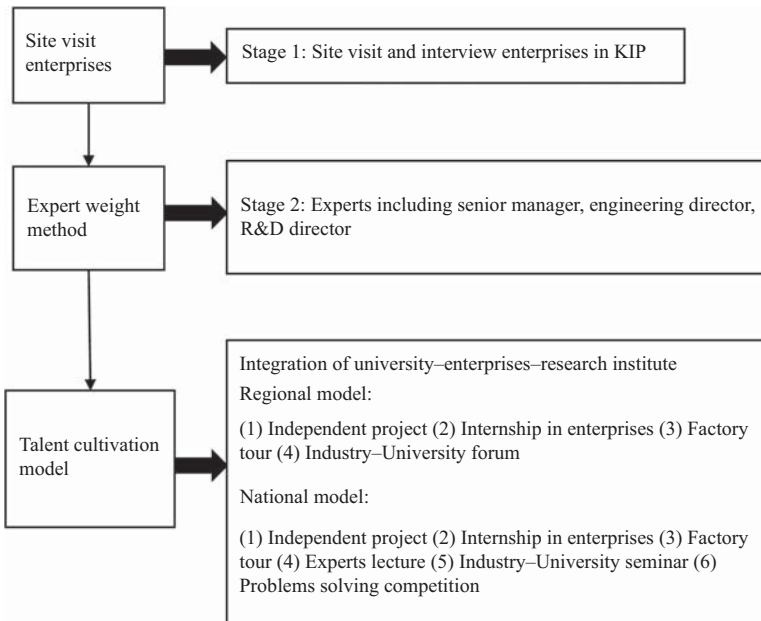 Site visit
enterprises
Stage 1: Site visit and interview enterprises in KIP
Expert weight
method
Stage 2: Experts including senior manager, engineering director,
R&D director
Talent cultivation
model
Integration of university–enterprises–research institute
Regional model:
(1) Independent project (2) Internship in enterprises (3) Factory
tour (4) Industry–University forum
National model:
(1) Independent project (2) Internship in enterprises (3) Factory
tour (4) Experts lecture (5) Industry–University seminar (6)
Problems solving competition